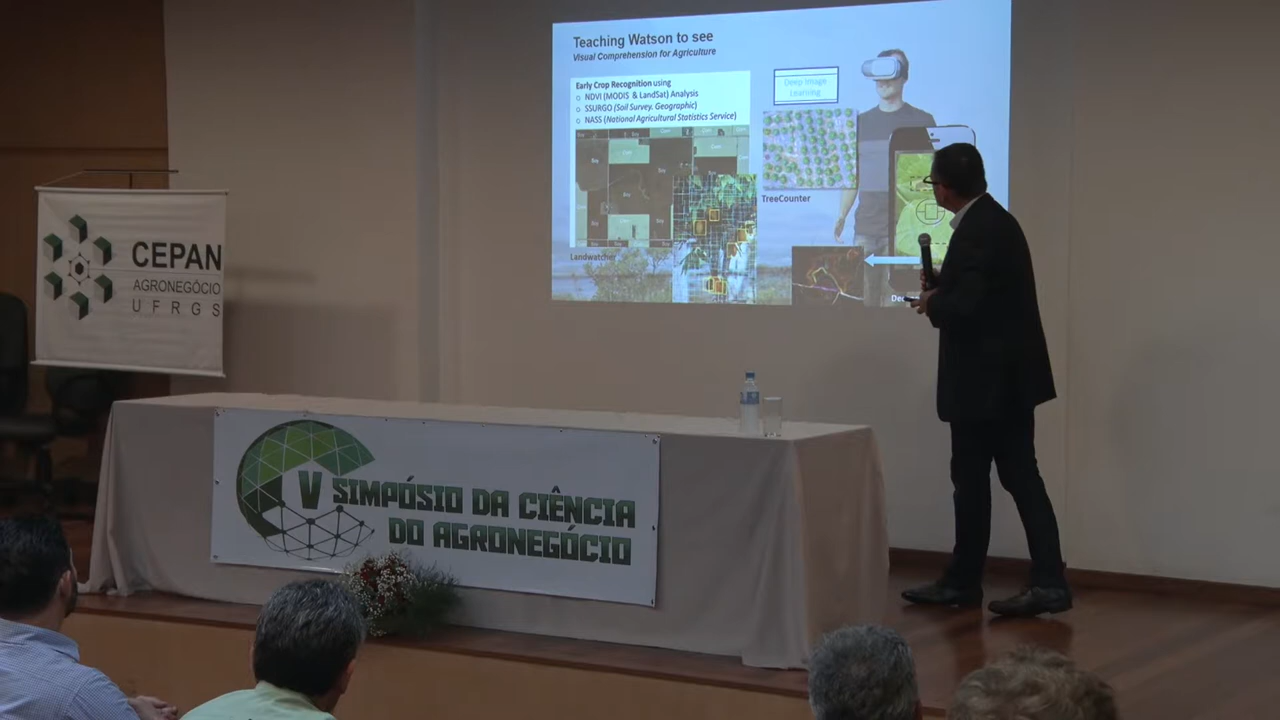 Teaching Watson to see
Visual Comprehension for Agriculture
Early Crop Recognition using
NDVI (MODIS & LandSat) Analysis
SSURGO (Soil Survey. Geographic)
NASS (National Agricultural Statistics Service)
Deep Image
Learning
TreeCounter
Landwatcher
CEPAN
AGRONEGÓCIO
UFRGS
V SIMPÓSIO DA CIÊNCIA
DO AGRONEGÓCIO